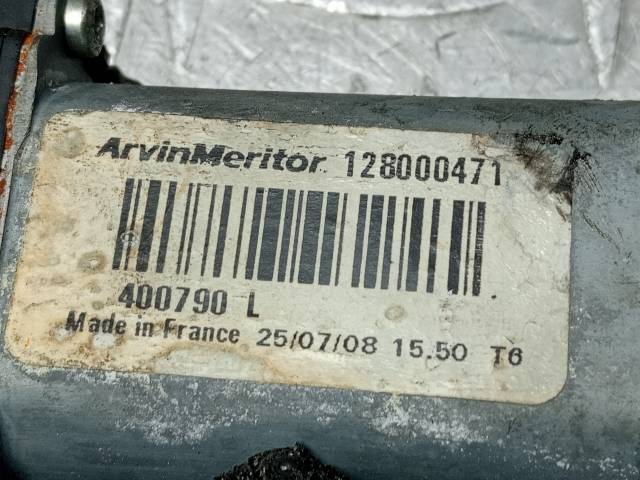 ArvinMeritor 128000471
400790 L
Made in France 25/07/08 15.50 T6